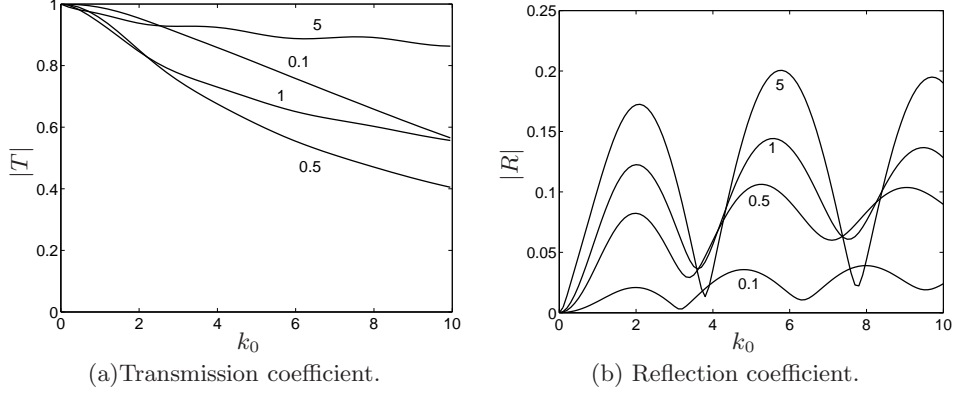 1
0.8
0.6
0.4
0.2
0
|T|
5
0.1
1
0.5
0 2 4 6 8 10
k₀
(a)Transmission coefficient.
0.25
0.2
0.15
0.1
0.05
0
|R|
5
1
0.5
0.1
0 2 4 6 8 10
k₀
(b) Reflection coefficient.